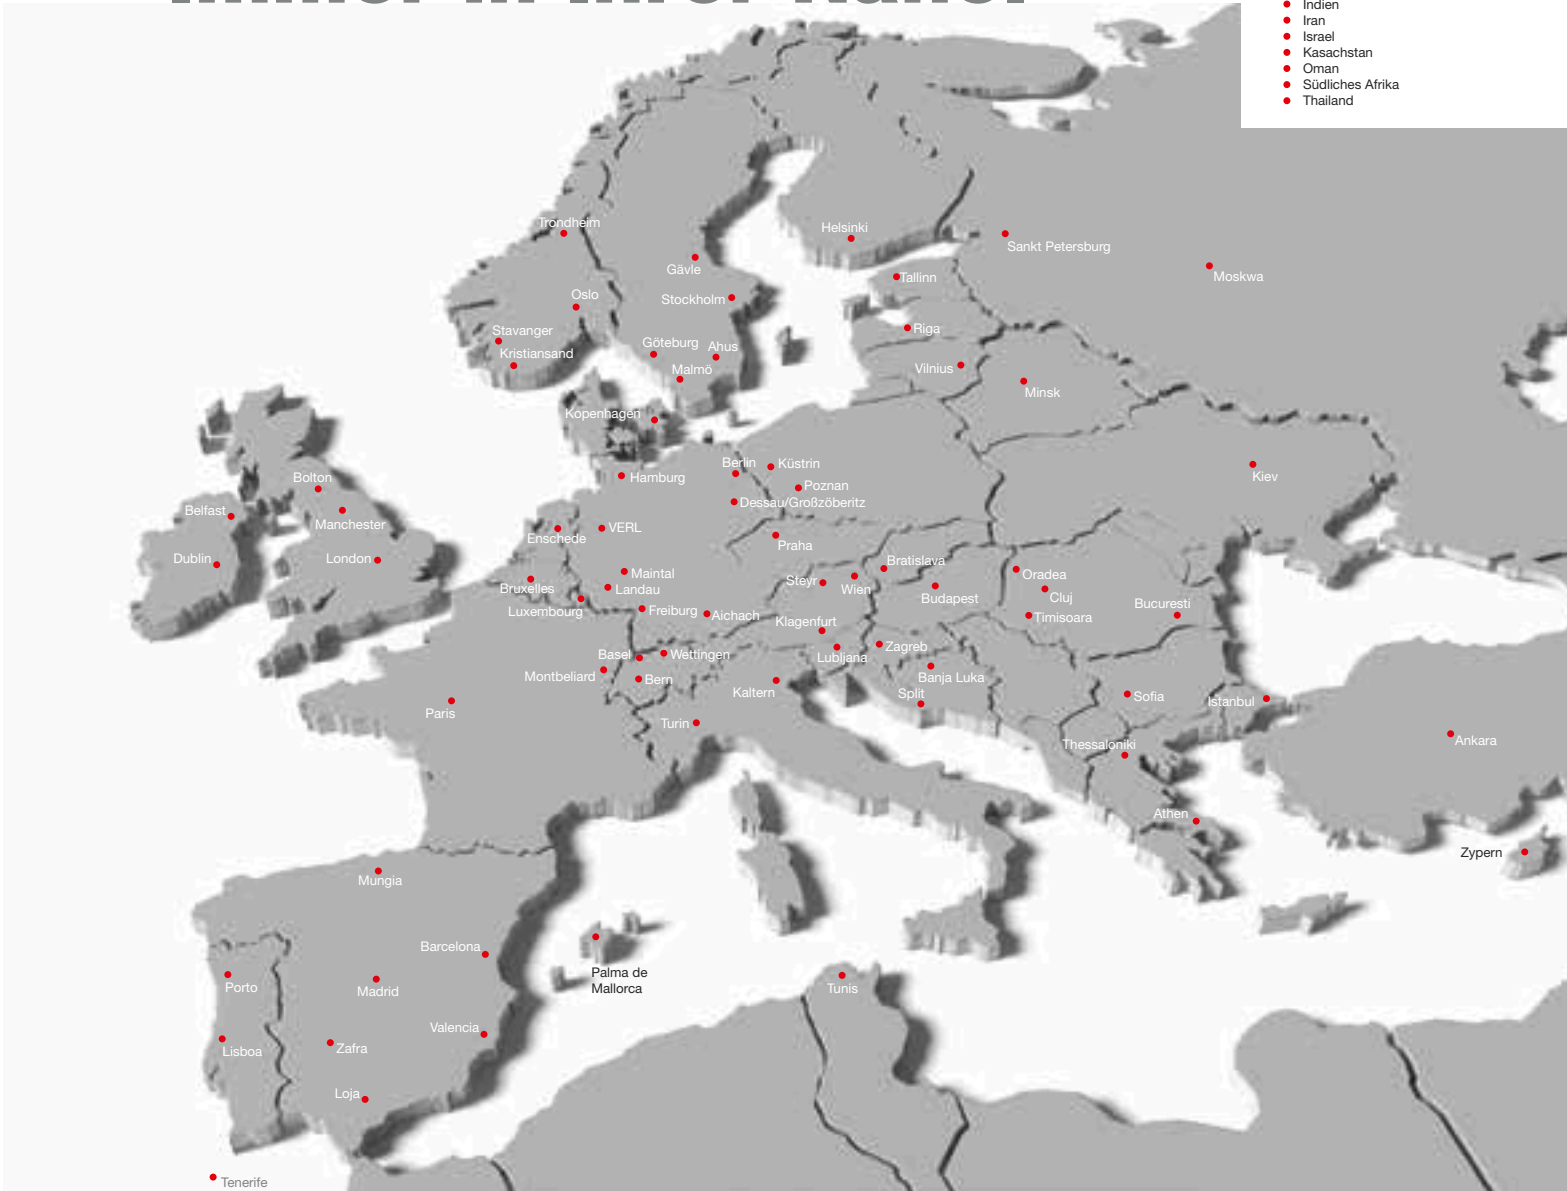 Indien
Iran
Israel
Kasachstan
Oman
Südliches Afrika
Thailand
Trondheim
Helsinki
Sankt Petersburg
Gävle
Tallinn
Moskwa
Oslo
Stockholm
Stavanger
Riga
Göteburg
Ahus
Kristiansand
Malmö
Vilnius
Minsk
Kopenhagen
Berlin
Küstrin
Bolton
Hamburg
Poznan
Kiev
Dessau/Großzöberitz
Belfast
Manchester
VERL
Enschede
Praha
Dublin
London
Bratislava
Maintal
Oradea
Steyr
Bruxelles
Landau
Wien
Budapest
Cluj
Luxembourg
Freiburg
Aichach
Bucuresti
Klagenfurt
Timisoara
Zagreb
Basel
Wettingen
Lubljana
Montbeliard
Bern
Banja Luka
Kaltern
Split
Sofia
Istanbul
Paris
Turin
Thessaloniki
Ankara
Athen
Zypern
Mungia
Barcelona
Palma de
Mallorca
Porto
Madrid
Tunis
Valencia
Lisboa
Zafra
Loja
Tenerife